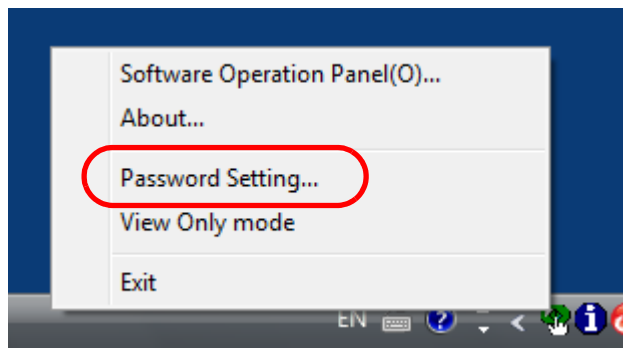 Software Operation Panel(O)...
About...
Password Setting...
View Only mode
Exit
EN